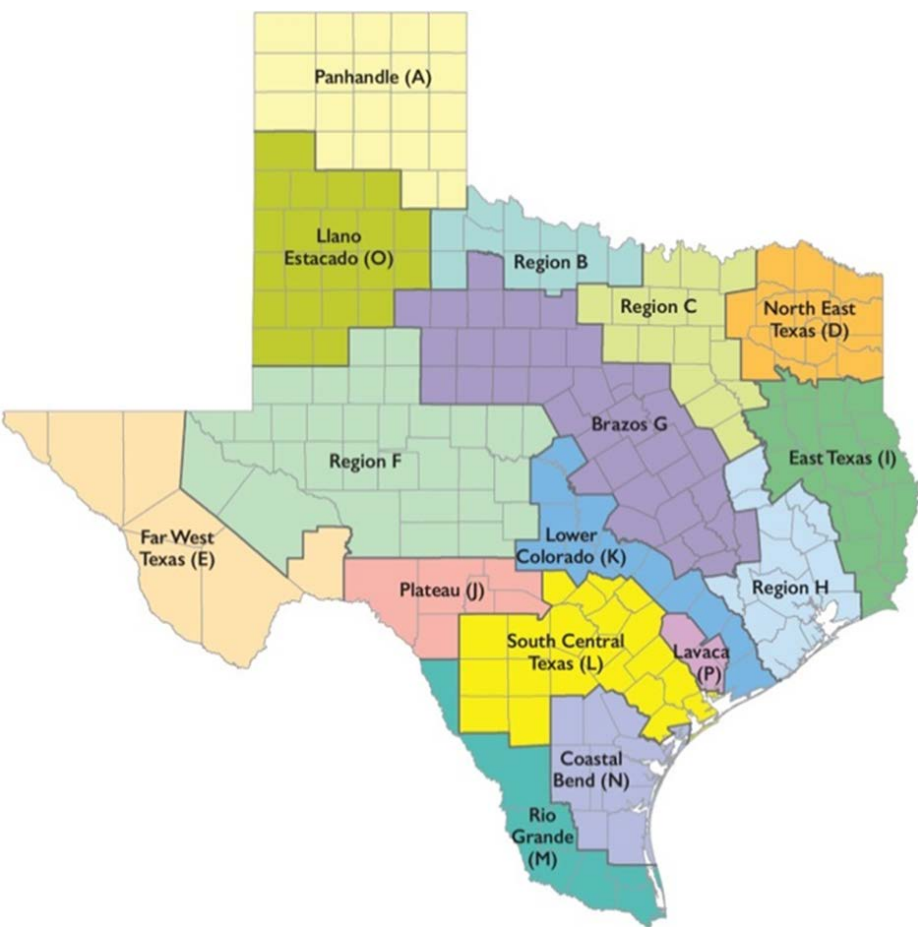 Panhandle (A)
Llano
Estacado (O)
Region B
Region C
North East
Texas (D)
Brazos G
East Texas (I)
Region F
Far West
Texas (E)
Lower
Colorado (K)
Plateau (J)
Region H
South Central
Texas (L)
Lavaca
(P)
Coastal
Bend (N)
Rio
Grande
(M)